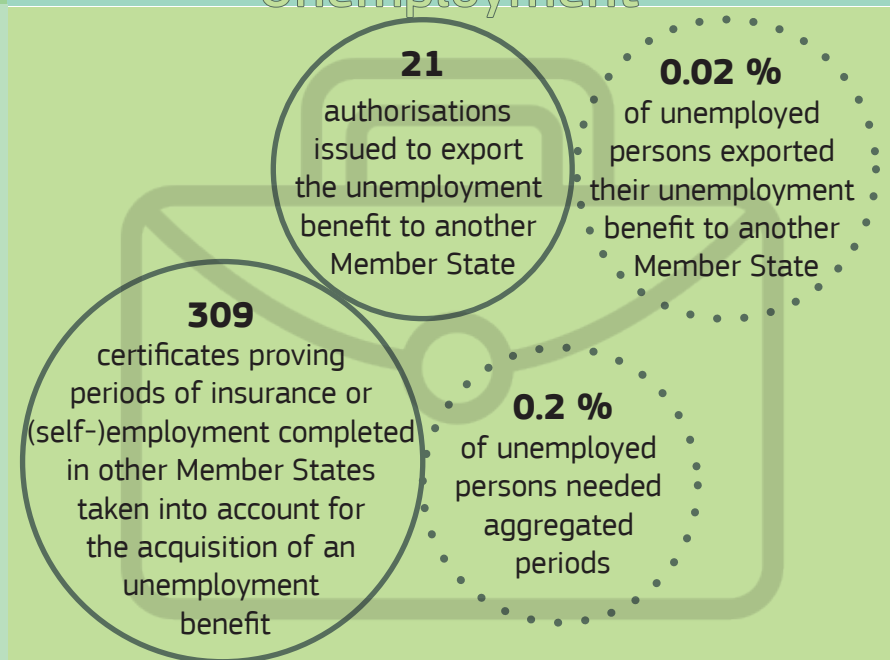 Unemployment
21
authorisations
issued to export
the unemployment
benefit to another
Member State
0.02 %
of unemployed
persons exported
their unemployment
benefit to another
Member State
309
certificates proving
periods of insurance or
(self-)employment completed
in other Member States
taken into account for
the acquisition of an
unemployment
benefit
0.2 %
of unemployed
persons needed
aggregated
periods